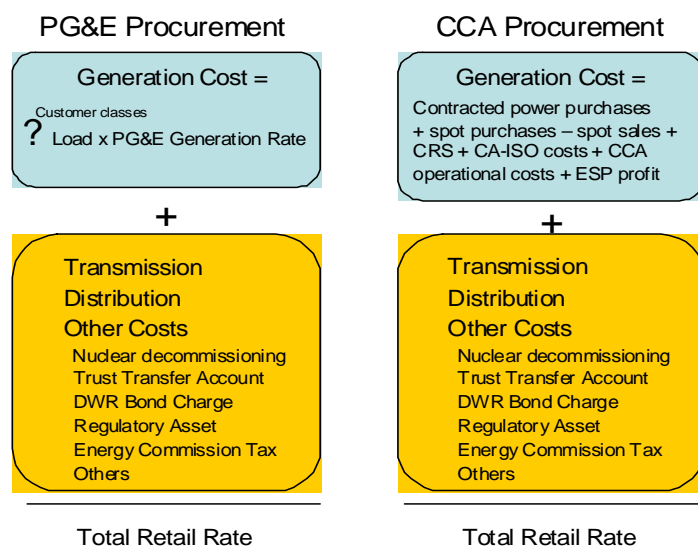 PG&E Procurement
Generation Cost =
Customer classes
? Load x PG&E Generation Rate
+
Transmission
Distribution
Other Costs
Nuclear decommissioning
Trust Transfer Account
DWR Bond Charge
Regulatory Asset
Energy Commission Tax
Others
Total Retail Rate
CCA Procurement
Generation Cost =
Contracted power purchases
+ spot purchases – spot sales +
CRS + CA-ISO costs + CCA
operational costs + ESP profit
+
Transmission
Distribution
Other Costs
Nuclear decommissioning
Trust Transfer Account
DWR Bond Charge
Regulatory Asset
Energy Commission Tax
Others
Total Retail Rate